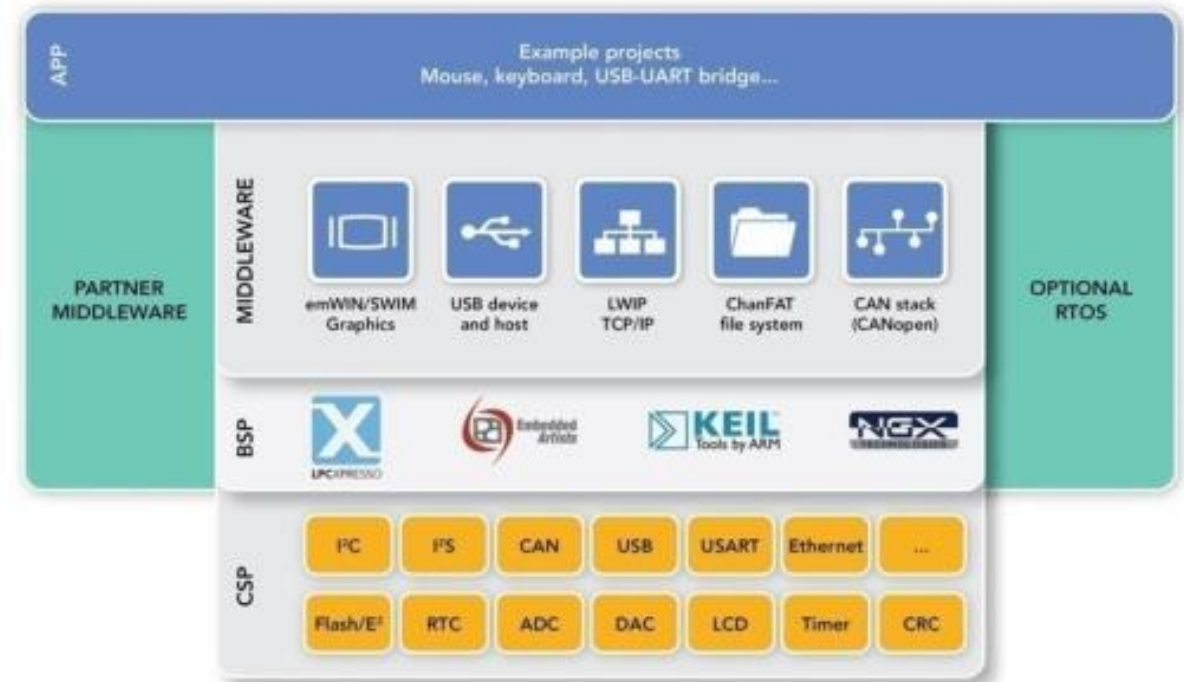 APP
Example projects
Mouse, keyboard, USB-UART bridge...
PARTNER
MIDDLEWARE
MIDDLEWARE
emWIN/SWIM
Graphics
USB device
and host
LWIP
TCP/IP
ChanFAT
file system
CAN stack
(CANopen)
OPTIONAL
RTOS
BSP
LPCXPRESSO
Embedded
Artists
KEIL
Tools by ARM
NGX
TECHNOLOGIES
CSP
I²C
I²S
CAN
USB
USART
Ethernet
...
Flash/E²
RTC
ADC
DAC
LCD
Timer
CRC